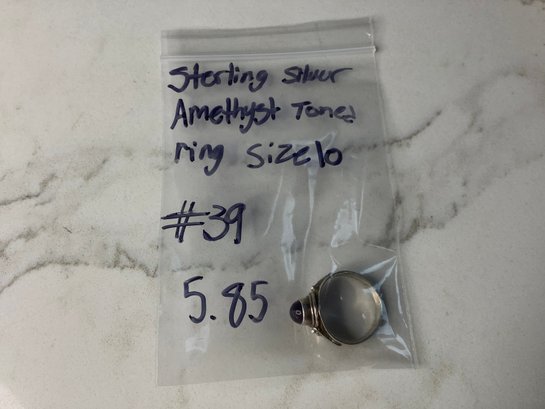 Sterling Silver
Amethyst Toned
ring size 10
#39
5.85